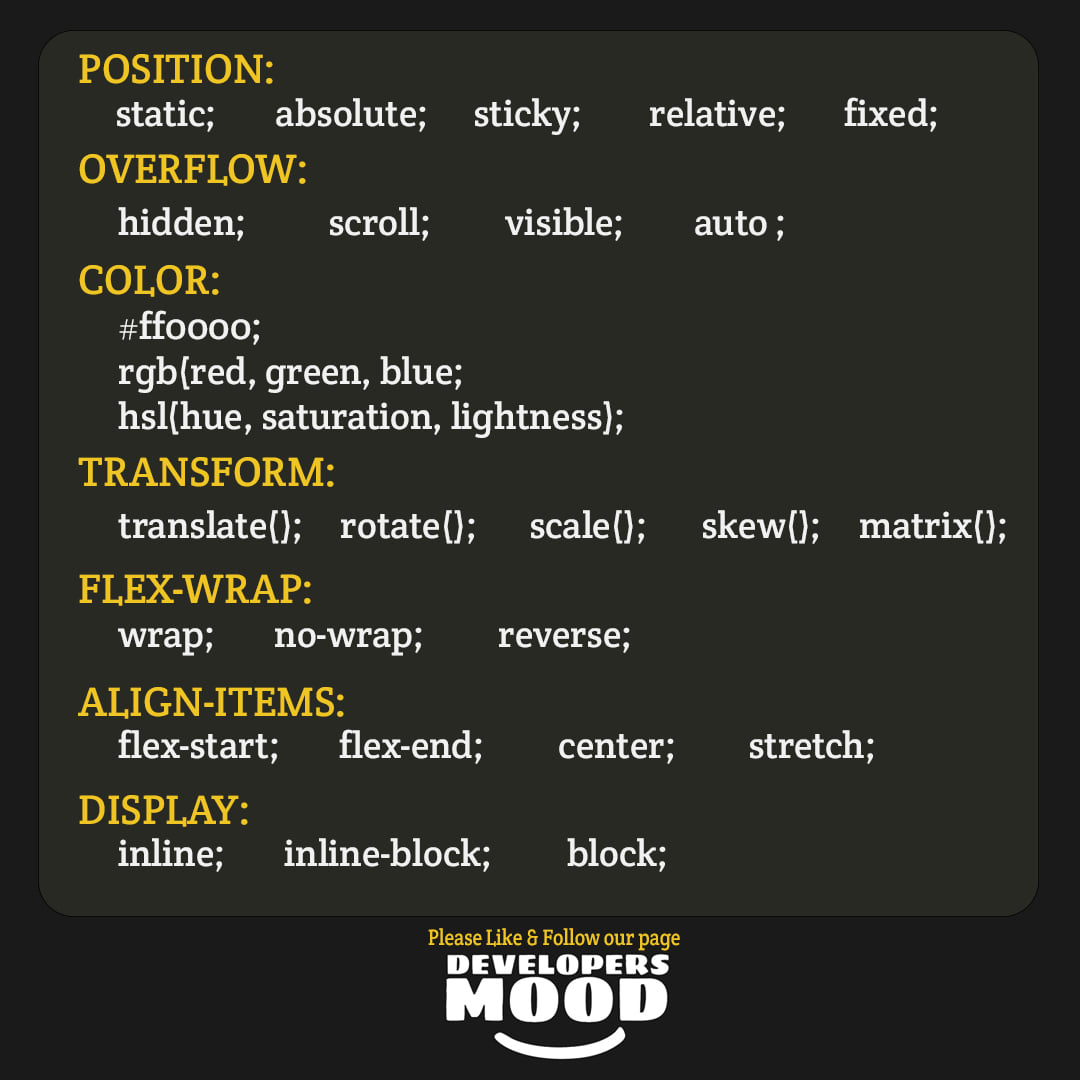 POSITION:
static; absolute; sticky; relative; fixed;
OVERFLOW:
hidden; scroll; visible; auto ;
COLOR:
#ff0000;
rgb(red, green, blue;
hsl(hue, saturation, lightness);
TRANSFORM:
translate(); rotate(); scale(); skew(); matrix();
FLEX-WRAP:
wrap; no-wrap; reverse;
ALIGN-ITEMS:
flex-start; flex-end; center; stretch;
DISPLAY:
inline; inline-block; block;
Please Like & Follow our page
DEVELOPERS
MOOD